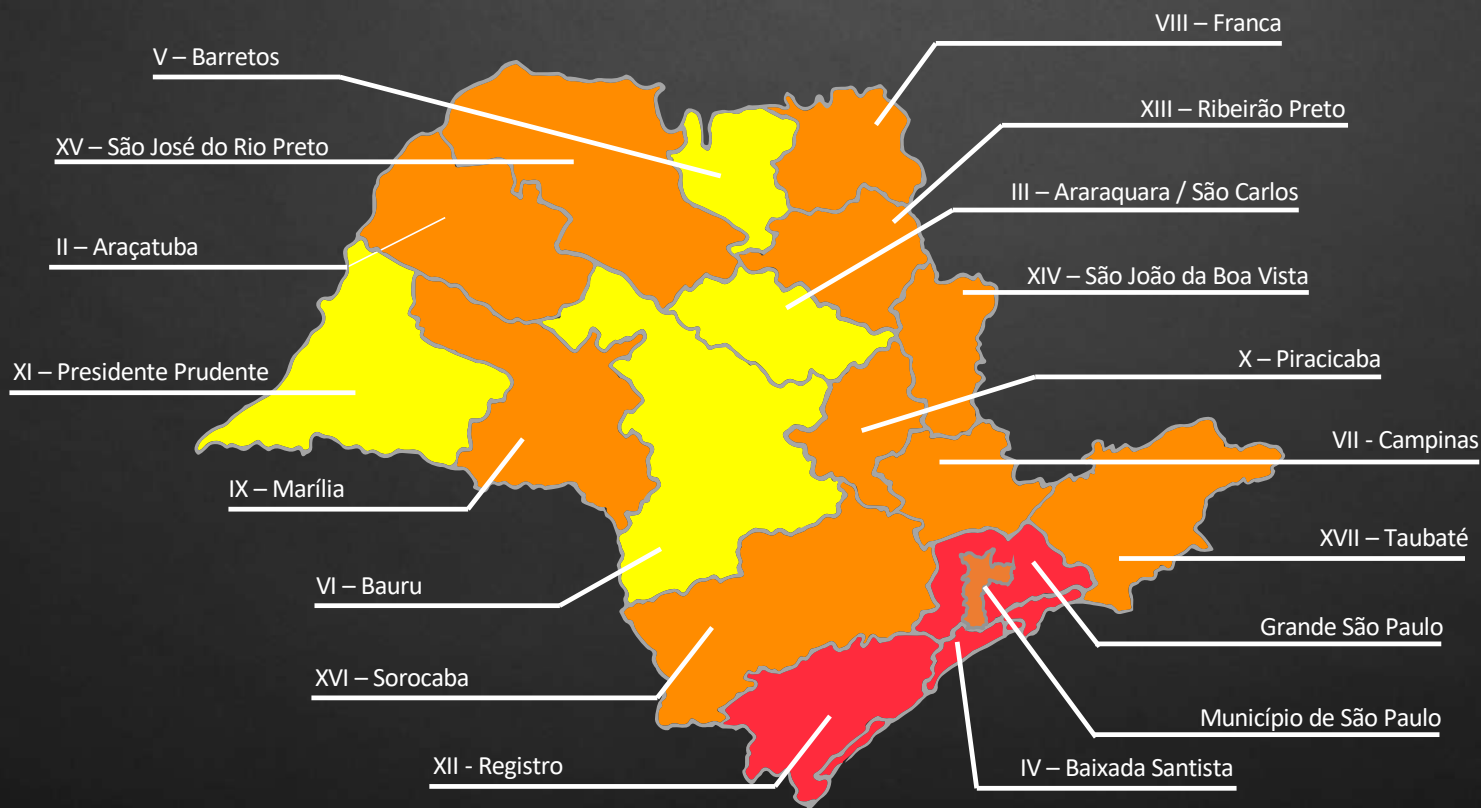 VIII – Franca
V – Barretos
XIII – Ribeirão Preto
XV – São José do Rio Preto
III – Araraquara / São Carlos
II – Araçatuba
XIV – São João da Boa Vista
XI – Presidente Prudente
X – Piracicaba
VII - Campinas
IX – Marília
XVII – Taubaté
VI – Bauru
Grande São Paulo
XVI – Sorocaba
Município de São Paulo
XII - Registro
IV – Baixada Santista